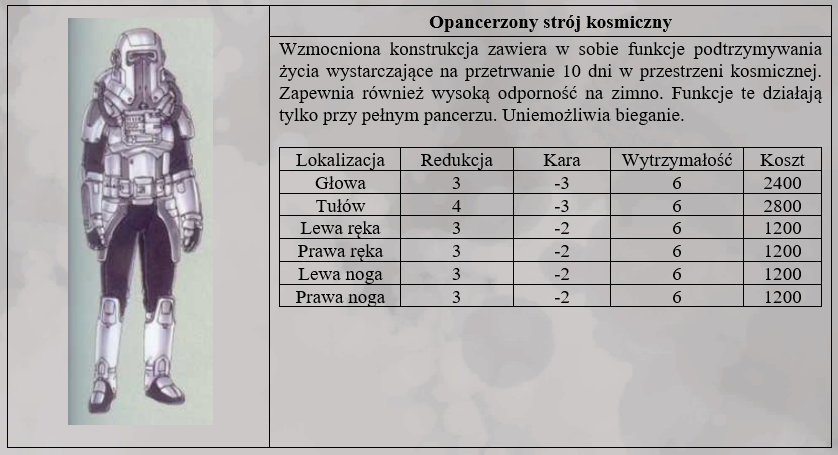 Opancerzony strój kosmiczny
Wzmocniona konstrukcja zawiera w sobie funkcje podtrzymywania
życia wystarczające na przetrwanie 10 dni w przestrzeni kosmicznej.
Zapewnia również wysoką odporność na zimno. Funkcje te działają
tylko przy pełnym pancerzu. Uniemożliwia bieganie.
Lokalizacja Redukcja Kara Wytrzymałość Koszt
Głowa 3 -3 6 2400
Tułów 4 -3 6 2800
Lewa ręka 3 -2 6 1200
Prawa ręka 3 -2 6 1200
Lewa noga 3 -2 6 1200
Prawa noga 3 -2 6 1200